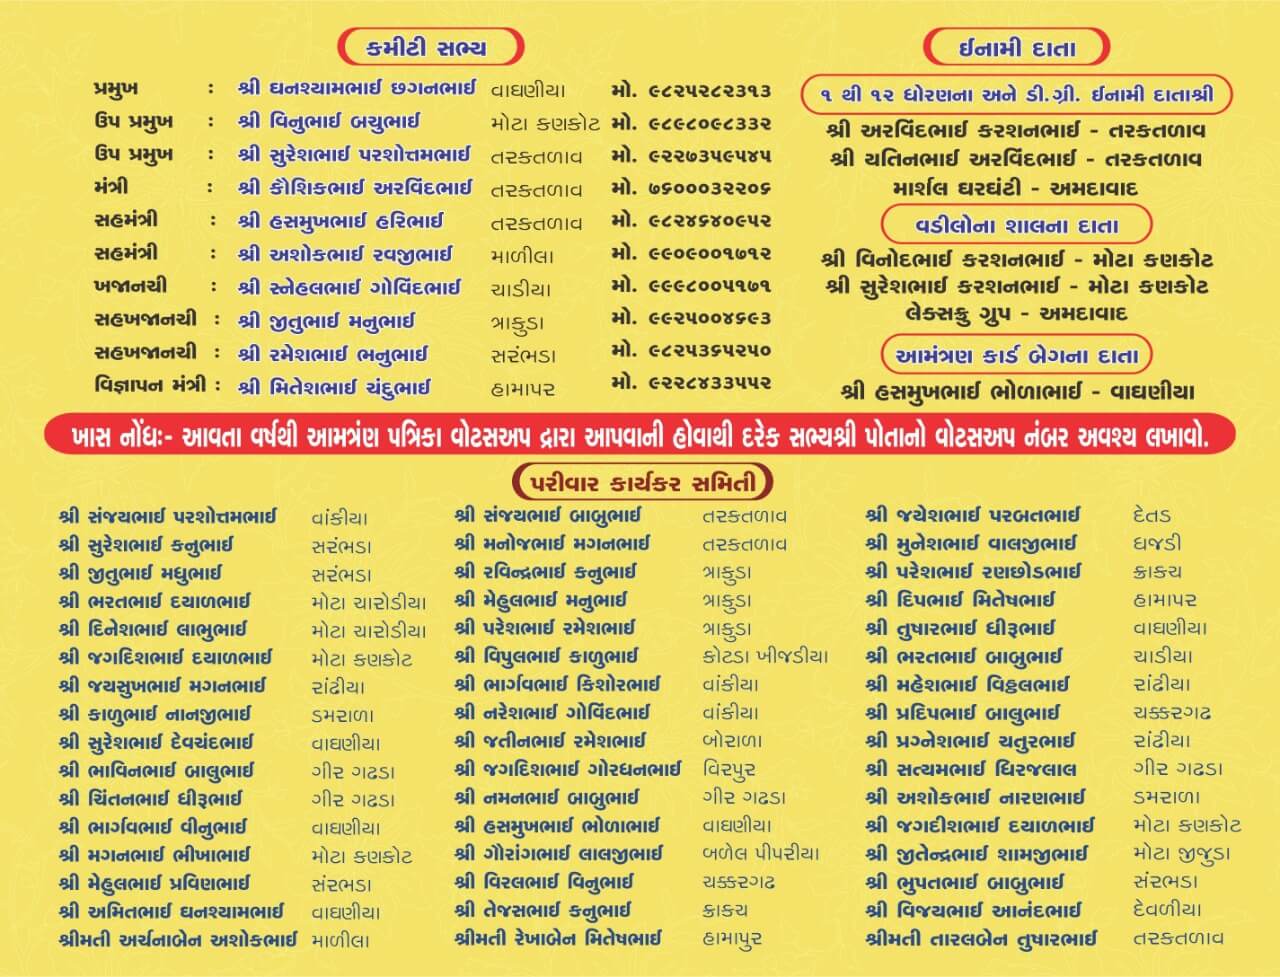 કમીટી સભ્ય
પ્રમુખ : શ્રી ઘનશ્યામભાઈ છગનભાઈ વાઘણીયા મો. ૯૮૨૫૨૮૨૩૧૩
ઉપ પ્રમુખ : શ્રી વિનુભાઈ બચુભાઈ મોટા કણકોટ મો. ૯૮૯૮૦૯૮૩૩૨
ઉપ પ્રમુખ : શ્રી સુરેશભાઈ પરશોત્તમભાઈ તરકતળાવ મો. ૯૨૨૭૩૫૯૫૪૫
મંત્રી : શ્રી કૌશિકભાઈ અરવિંદભાઈ તરકતળાવ મો. ૭૬૦૦૦૩૨૨૦૬
સહમંત્રી : શ્રી હસમુખભાઈ હરિભાઈ તરકતળાવ મો. ૯૮૨૪૬૪૦૯૫૨
સહમંત્રી : શ્રી અશોકભાઈ રવજીભાઈ માળીલા મો. ૯૯૦૯૦૦૧૭૧૨
ખજાનચી : શ્રી સ્નેહલભાઈ ગોવિંદભાઈ ચાડીયા મો. ૯૯૯૮૦૦૫૧૭૧
સહખજાનચી : શ્રી જીતુભાઈ મનુભાઈ ત્રાકુડા મો. ૯૯૨૫૦૦૪૬૯૩
સહખજાનચી : શ્રી રમેશભાઈ ભનુભાઈ સરંભડા મો. ૯૮૨૫૩૬૫૨૫૦
વિજ્ઞાપન મંત્રી : શ્રી મિતેશભાઈ ચંદુભાઈ હામાપર મો. ૯૨૨૮૪૩૩૫૫૨
ઈનામી દાતા
૧ થી ૧૨ ધોરણના અને ડી.ગ્રી. ઈનામી દાતાશ્રી
શ્રી અરવિંદભાઈ કરશનભાઈ - તરકતળાવ
શ્રી યતિનભાઈ અરવિંદભાઈ - તરકતળાવ
માર્શલ ઘરઘંટી - અમદાવાદ
વડીલોના શાલના દાતા
શ્રી વિનોદભાઈ કરશનભાઈ - મોટા કણકોટ
શ્રી સુરેશભાઈ કરશનભાઈ - મોટા કણકોટ
લેક્સક્રુ ગ્રુપ - અમદાવાદ
આમંત્રણ કાર્ડ બ્રેગના દાતા
શ્રી હસમુખભાઈ ભોળાભાઈ - વાઘણીયા
ખાસ નોંધઃ- આવતા વર્ષથી આમત્રંણ પત્રિકા વોટસઅપ દ્વારા આપવાની હોવાથી દરેક સભ્યશ્રી પોતાનો વોટસઅપ નંબર અવશ્ય લખાવો.
પરીવાર કાર્યકર સમિતી
શ્રી સંજયભાઈ પરશોત્તમભાઈ વાંકીયા
શ્રી સુરેશભાઈ કનુભાઈ સરંભડા
શ્રી જીતુભાઈ મધુભાઈ સરંભડા
શ્રી ભરતભાઈ દયાળભાઈ મોટા ચારોડીયા
શ્રી દિનેશભાઈ લાભુભાઈ મોટા ચારોડીયા
શ્રી જગદિશભાઈ દયાળભાઈ મોટા કણકોટ
શ્રી જયસુખભાઈ મગનભાઈ રાંઢીયા
શ્રી કાળુભાઈ નાનજીભાઈ ડમરાળા
શ્રી સુરેશભાઈ દેવચંદભાઈ વાઘણીયા
શ્રી ભાવિનભાઈ બાલુભાઈ ગીર ગઢડા
શ્રી ચિંતનભાઈ ધીરૂભાઈ ગીર ગઢડા
શ્રી ભાર્ગવભાઈ વીનુભાઈ વાઘણીયા
શ્રી મગનભાઈ ભીખાભાઈ મોટા કણકોટ
શ્રી મેહુલભાઈ પ્રવિણભાઈ સંરભડા
શ્રી અમિતભાઈ ઘનશ્યામભાઈ વાઘણીયા
શ્રીમતી અર્ચનાબેન અશોકભાઈ માળીલા
શ્રી સંજયભાઈ બાબુભાઈ તરકતળાવ
શ્રી મનોજભાઈ મગનભાઈ તરકતળાવ
શ્રી રવિન્દ્રભાઈ કનુભાઈ ત્રાકુડા
શ્રી મેહુલભાઈ મનુભાઈ ત્રાકુડા
શ્રી પરેશભાઈ રમેશભાઈ ત્રાકુડા
શ્રી વિપુલભાઈ કાળુભાઈ કોટડા ખીજડીયા
શ્રી ભાર્ગવભાઈ કિશોરભાઈ વાંકીયા
શ્રી નરેશભાઈ ગોવિંદભાઈ વાંકીયા
શ્રી જતીનભાઈ રમેશભાઈ બોરાળા
શ્રી જગદિશભાઈ ગોરધનભાઈ વિરપુર
શ્રી નમનભાઈ બાબુભાઈ ગીર ગઢડા
શ્રી હસમુખભાઈ ભોળાભાઈ વાઘણીયા
શ્રી ગૌરાંગભાઈ લાલજીભાઈ બળેલ પીપરીયા
શ્રી વિરલભાઈ વિનુભાઈ ચક્કરગઢ
શ્રી તેજસભાઈ કનુભાઈ ક્રાકચ
શ્રીમતી રેખાબેન મિતેષભાઈ હામાપુર
શ્રી જયેશભાઈ પરબતભાઈ દેતડ
શ્રી મુનેશભાઈ વાલજીભાઈ ઘજડી
શ્રી પરેશભાઈ રણછોડભાઈ ક્રાકચ
શ્રી દિપભાઈ મિતેષભાઈ હામાપર
શ્રી તુષારભાઈ ધીરૂભાઈ વાઘણીયા
શ્રી ભરતભાઈ બાબુભાઈ ચાડીયા
શ્રી મહેશભાઈ વિઠ્ઠલભાઈ રાંઢીયા
શ્રી પ્રદિપભાઈ બાલુભાઈ ચક્કરગઢ
શ્રી પ્રગ્નેશભાઈ ચતુરભાઈ રાંઢીયા
શ્રી સત્યમભાઈ ધિરજલાલ ગીર ગઢડા
શ્રી અશોકભાઈ નારણભાઈ ડમરાળા
શ્રી જગદીશભાઈ દયાળભાઈ મોટા કણકોટ
શ્રી જીતેન્દ્રભાઈ શામજીભાઈ મોટા જીજુડા
શ્રી ભુપતભાઈ બાબુભાઈ સંરભડા
શ્રી વિજયભાઈ આનંદભાઈ દેવળીયા
શ્રીમતી તારલબેન તુષારભાઈ તરકતળાવ